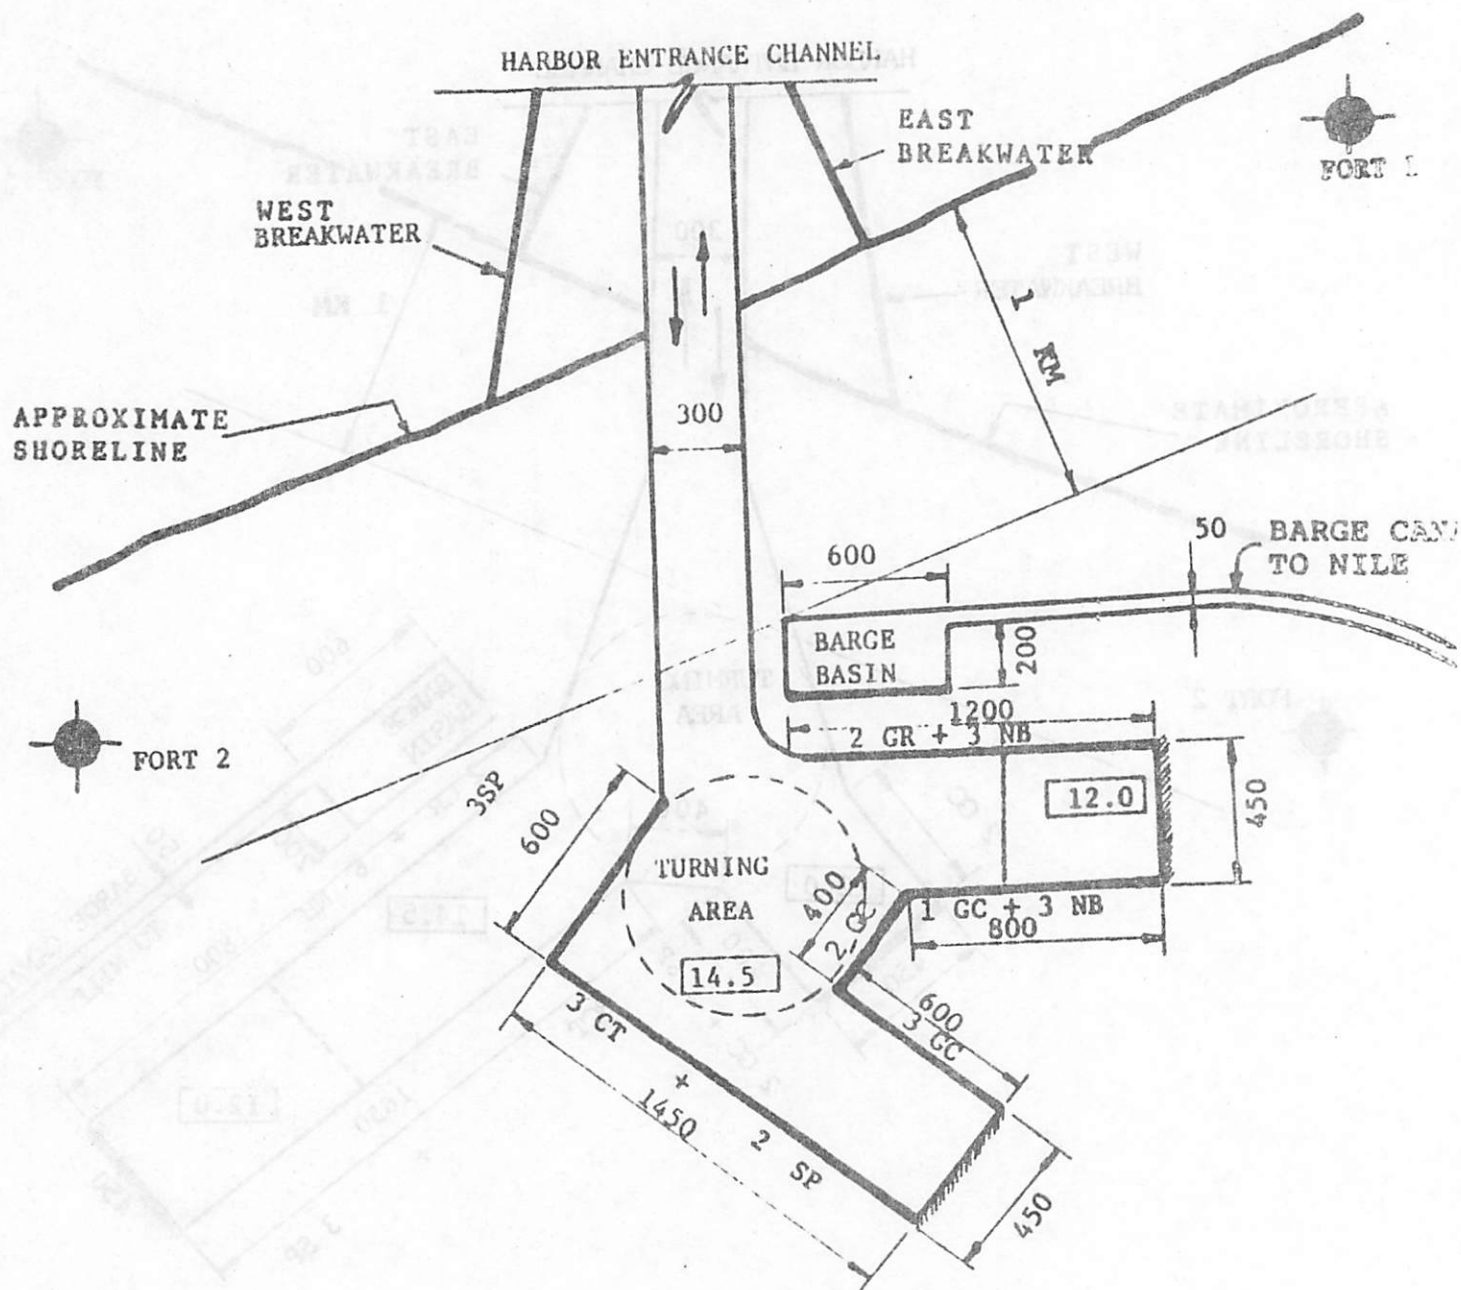 HARBOR ENTRANCE CHANNEL
EAST
BREAKWATER
FORT 1
WEST
BREAKWATER
1 KM
APPROXIMATE
SHORELINE
300
50
BARGE
TO NILE
600
BARGE
BASIN
200
1200
2 GR + 3 NB
FORT 2
3SP
600
12.0
450
TURNING
AREA
400
2 GC
1 GC + 3 NB
800
14.5
600
3 GC
3 CT + 2 SP
1450
450